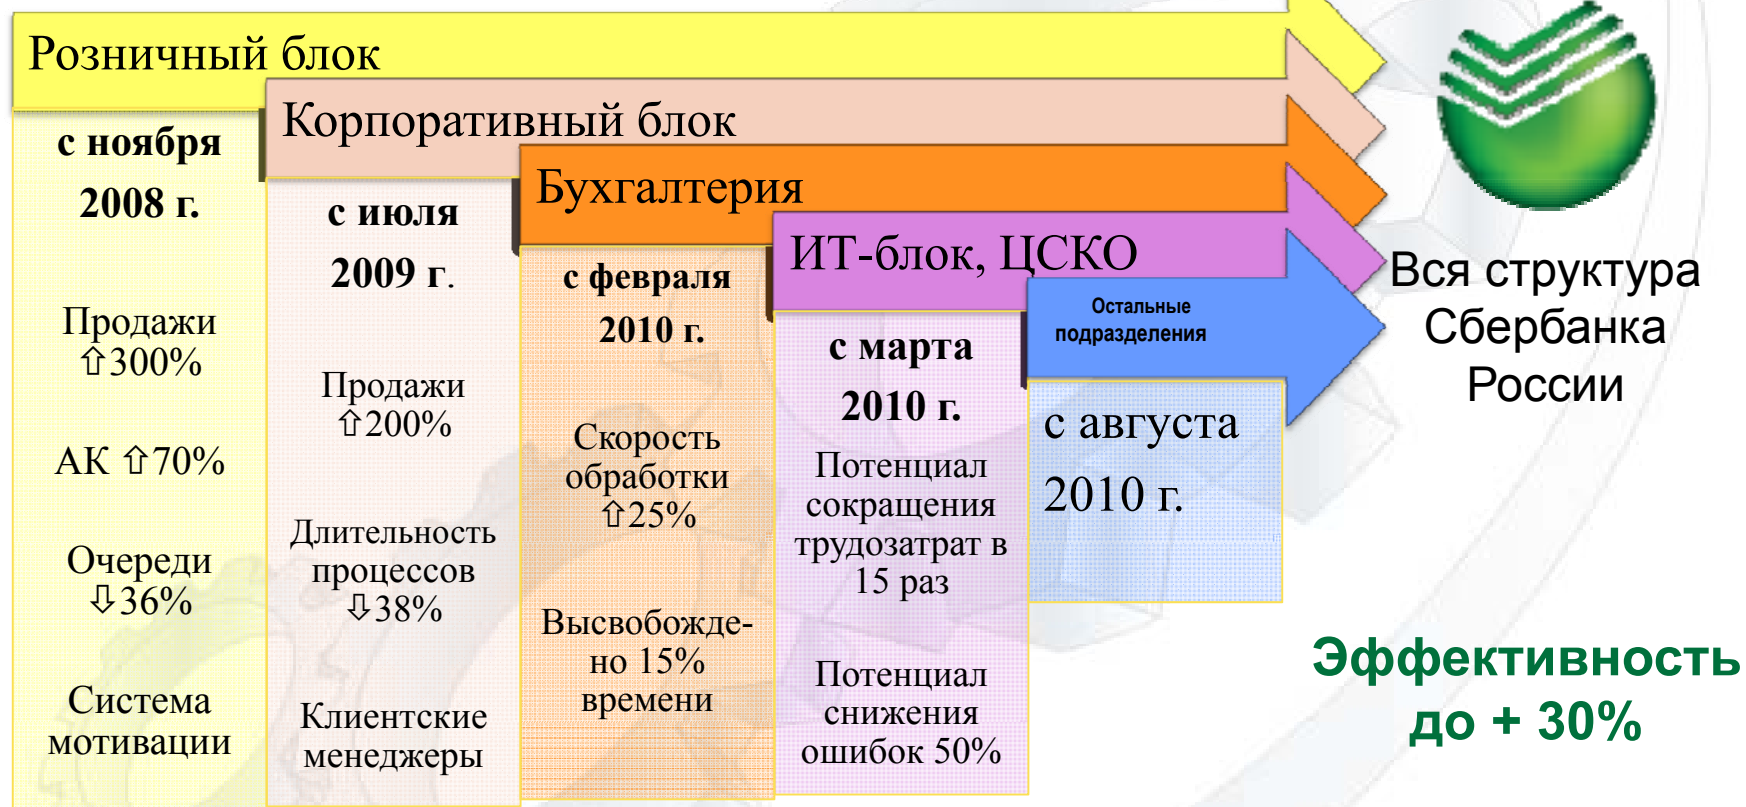 Розничный блок
с ноября
2008 г.
Продажи
⇧300%
АК ⇧70%
Очереди
⇩36%
Система
мотивации
Корпоративный блок
с июля
2009 г.
Продажи
⇧200%
Длительность
процессов
⇩38%
Клиентские
менеджеры
Бухгалтерия
с февраля
2010 г.
Скорость
обработки
⇧25%
Высвобожде-
но 15%
времени
ИТ-блок, ЦСКО
с марта
2010 г.
Потенциал
сокращения
трудозатрат в
15 раз
Потенциал
снижения
ошибок 50%
Остальные
подразделения
с августа
2010 г.
Вся структура
Сбербанка
России
Эффективность
до + 30%